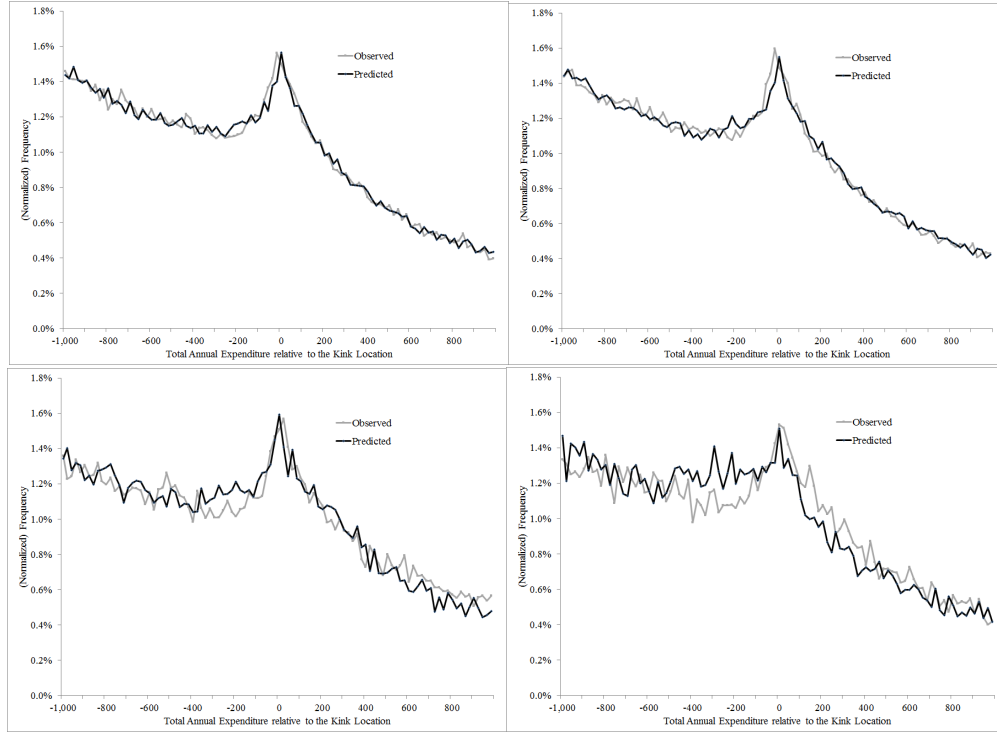 1.8%
1.6%
1.4%
1.2%
1.0%
0.8%
0.6%
0.4%
0.2%
0.0%
(Normalized) Frequency
Observed
Predicted
-1,000 -800 -600 -400 -200 0 200 400 600 800
Total Annual Expenditure relative to the Kink Location
1.8%
1.6%
1.4%
1.2%
1.0%
0.8%
0.6%
0.4%
0.2%
0.0%
(Normalized) Frequency
Observed
Predicted
-1,000 -800 -600 -400 -200 0 200 400 600 800
Total Annual Expenditure relative to the Kink Location
1.8%
1.6%
1.4%
1.2%
1.0%
0.8%
0.6%
0.4%
0.2%
0.0%
(Normalized) Frequency
Observed
Predicted
-1,000 -800 -600 -400 -200 0 200 400 600 800
Total Annual Expenditure relative to the Kink Location
1.8%
1.6%
1.4%
1.2%
1.0%
0.8%
0.6%
0.4%
0.2%
0.0%
(Normalized) Frequency
Observed
Predicted
-1,000 -800 -600 -400 -200 0 200 400 600 800
Total Annual Expenditure relative to the Kink Location